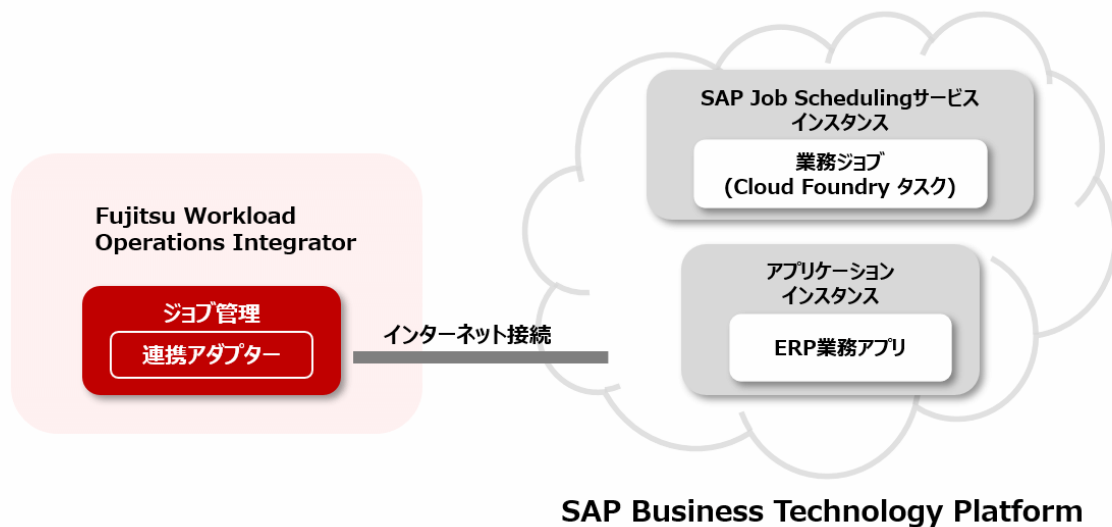 Fujitsu Workload
Operations Integrator
ジョブ管理
連携アダプター
インターネット接続
SAP Job Schedulingサービス
インスタンス
業務ジョブ
(Cloud Foundry タスク)
アプリケーション
インスタンス
ERP業務アプリ
SAP Business Technology Platform